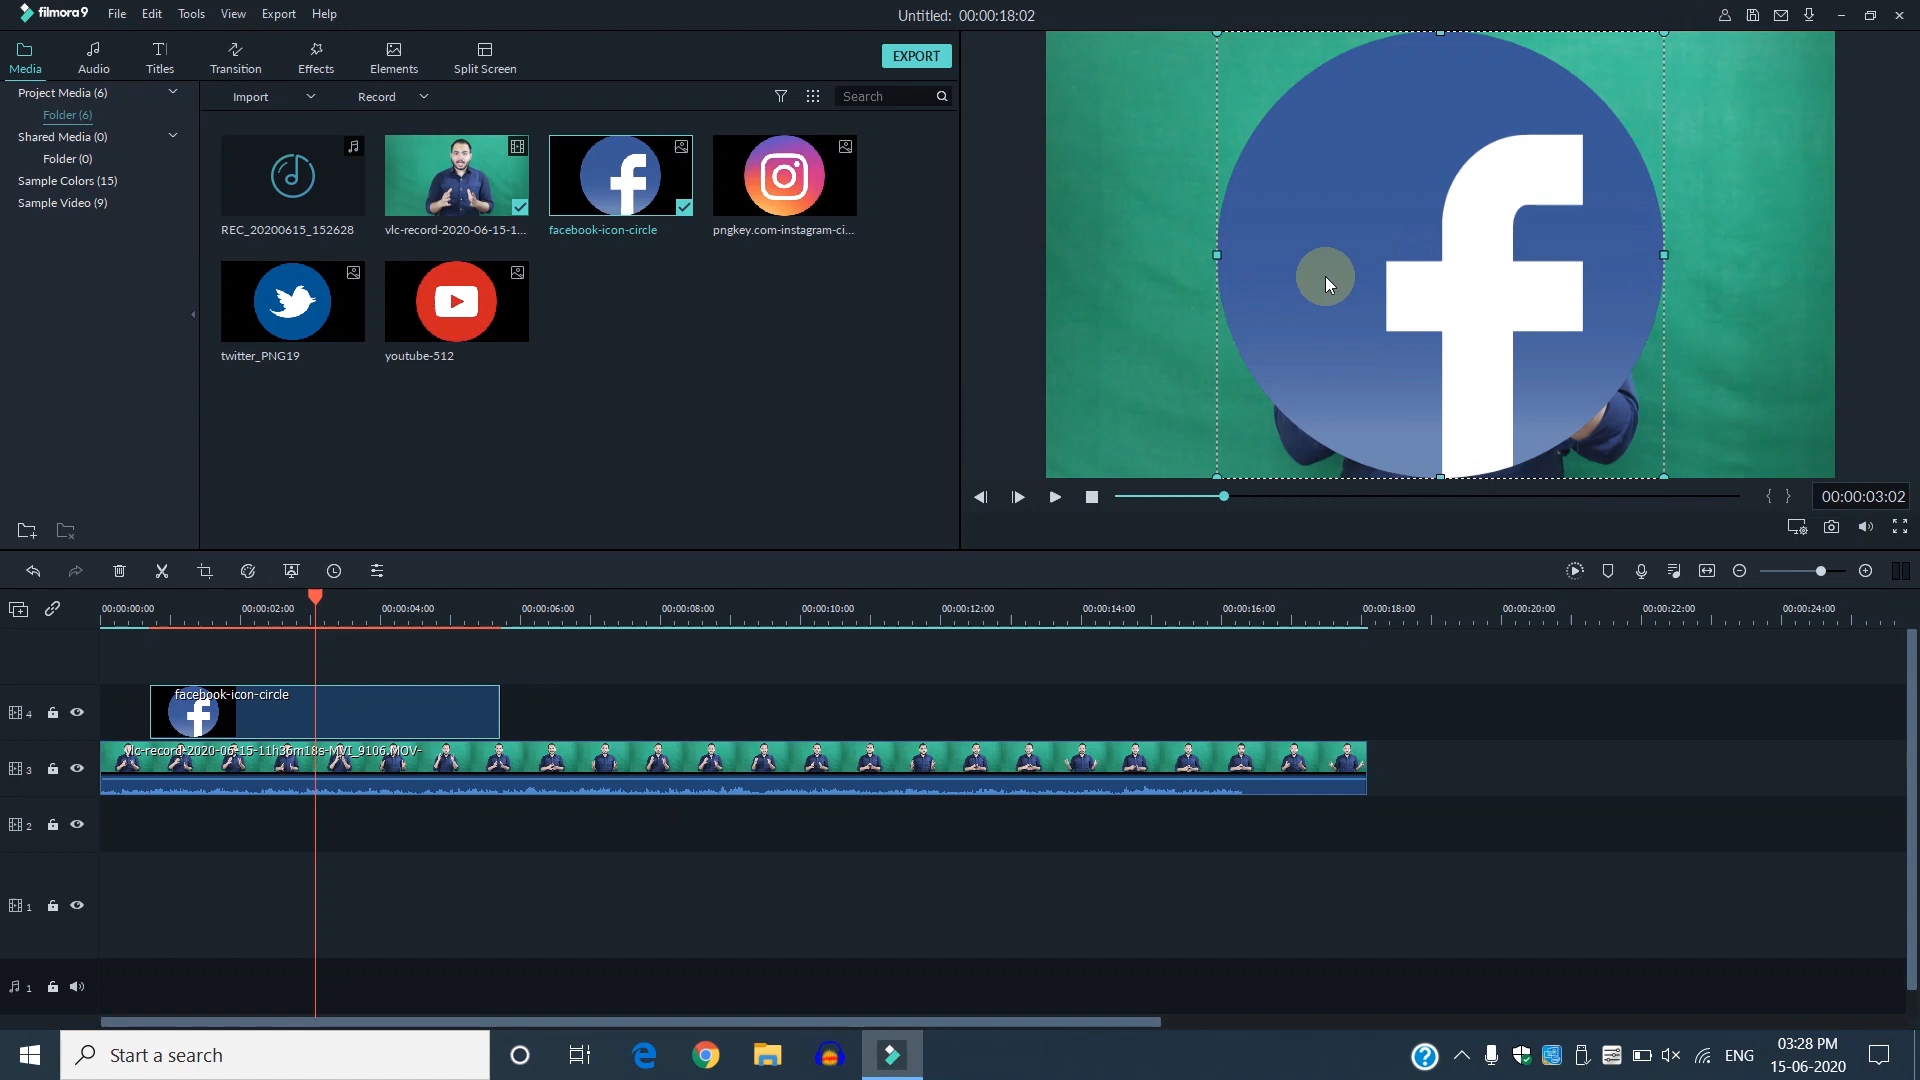 filmora9 File Edit Tools View Export Help Untitled: 00:00:18:02
Media Audio Titles Transition Effects Elements Split Screen EXPORT
Project Media (6)
Folder (6)
Shared Media (0)
Folder (0)
Sample Colors (15)
Sample Video (9)
Import Record Search
REC_20200615_152628 vlc-record-2020-06-15-1... facebook-icon-circle pngkey.com-instagram-ci...
twitter_PNG19 youtube-512
{ } 00:00:03:02
00:00:00:00 00:00:02:00 00:00:04:00 00:00:06:00 00:00:08:00 00:00:10:00 00:00:12:00 00:00:14:00 00:00:16:00 00:00:18:00 00:00:20:00 00:00:22:00 00:00:24:00
4 facebook-icon-circle
3 vlc-record-2020-06-15-11h36m18s-MVI_9106.MOV-
2
1
1
Start a search ENG 03:28 PM
15-06-2020